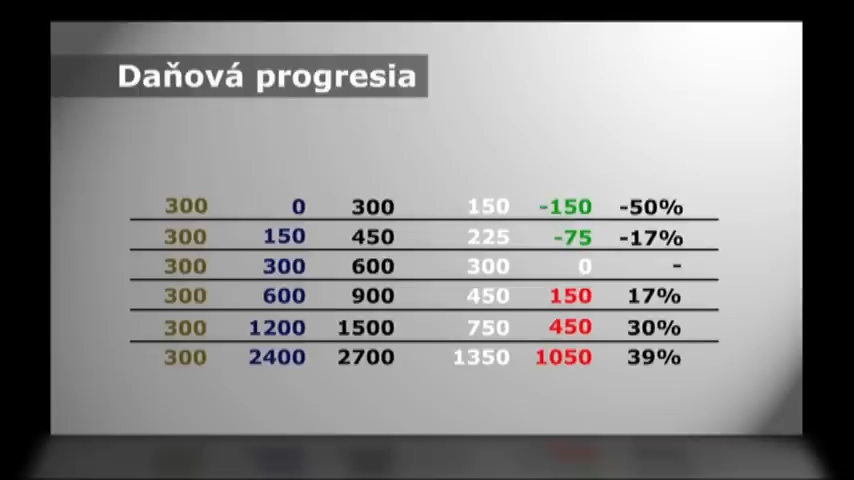 Daňová progresia
300 0 300 150 -150 -50%
300 150 450 225 -75 -17%
300 300 600 300 0 -
300 600 900 450 150 17%
300 1200 1500 750 450 30%
300 2400 2700 1350 1050 39%